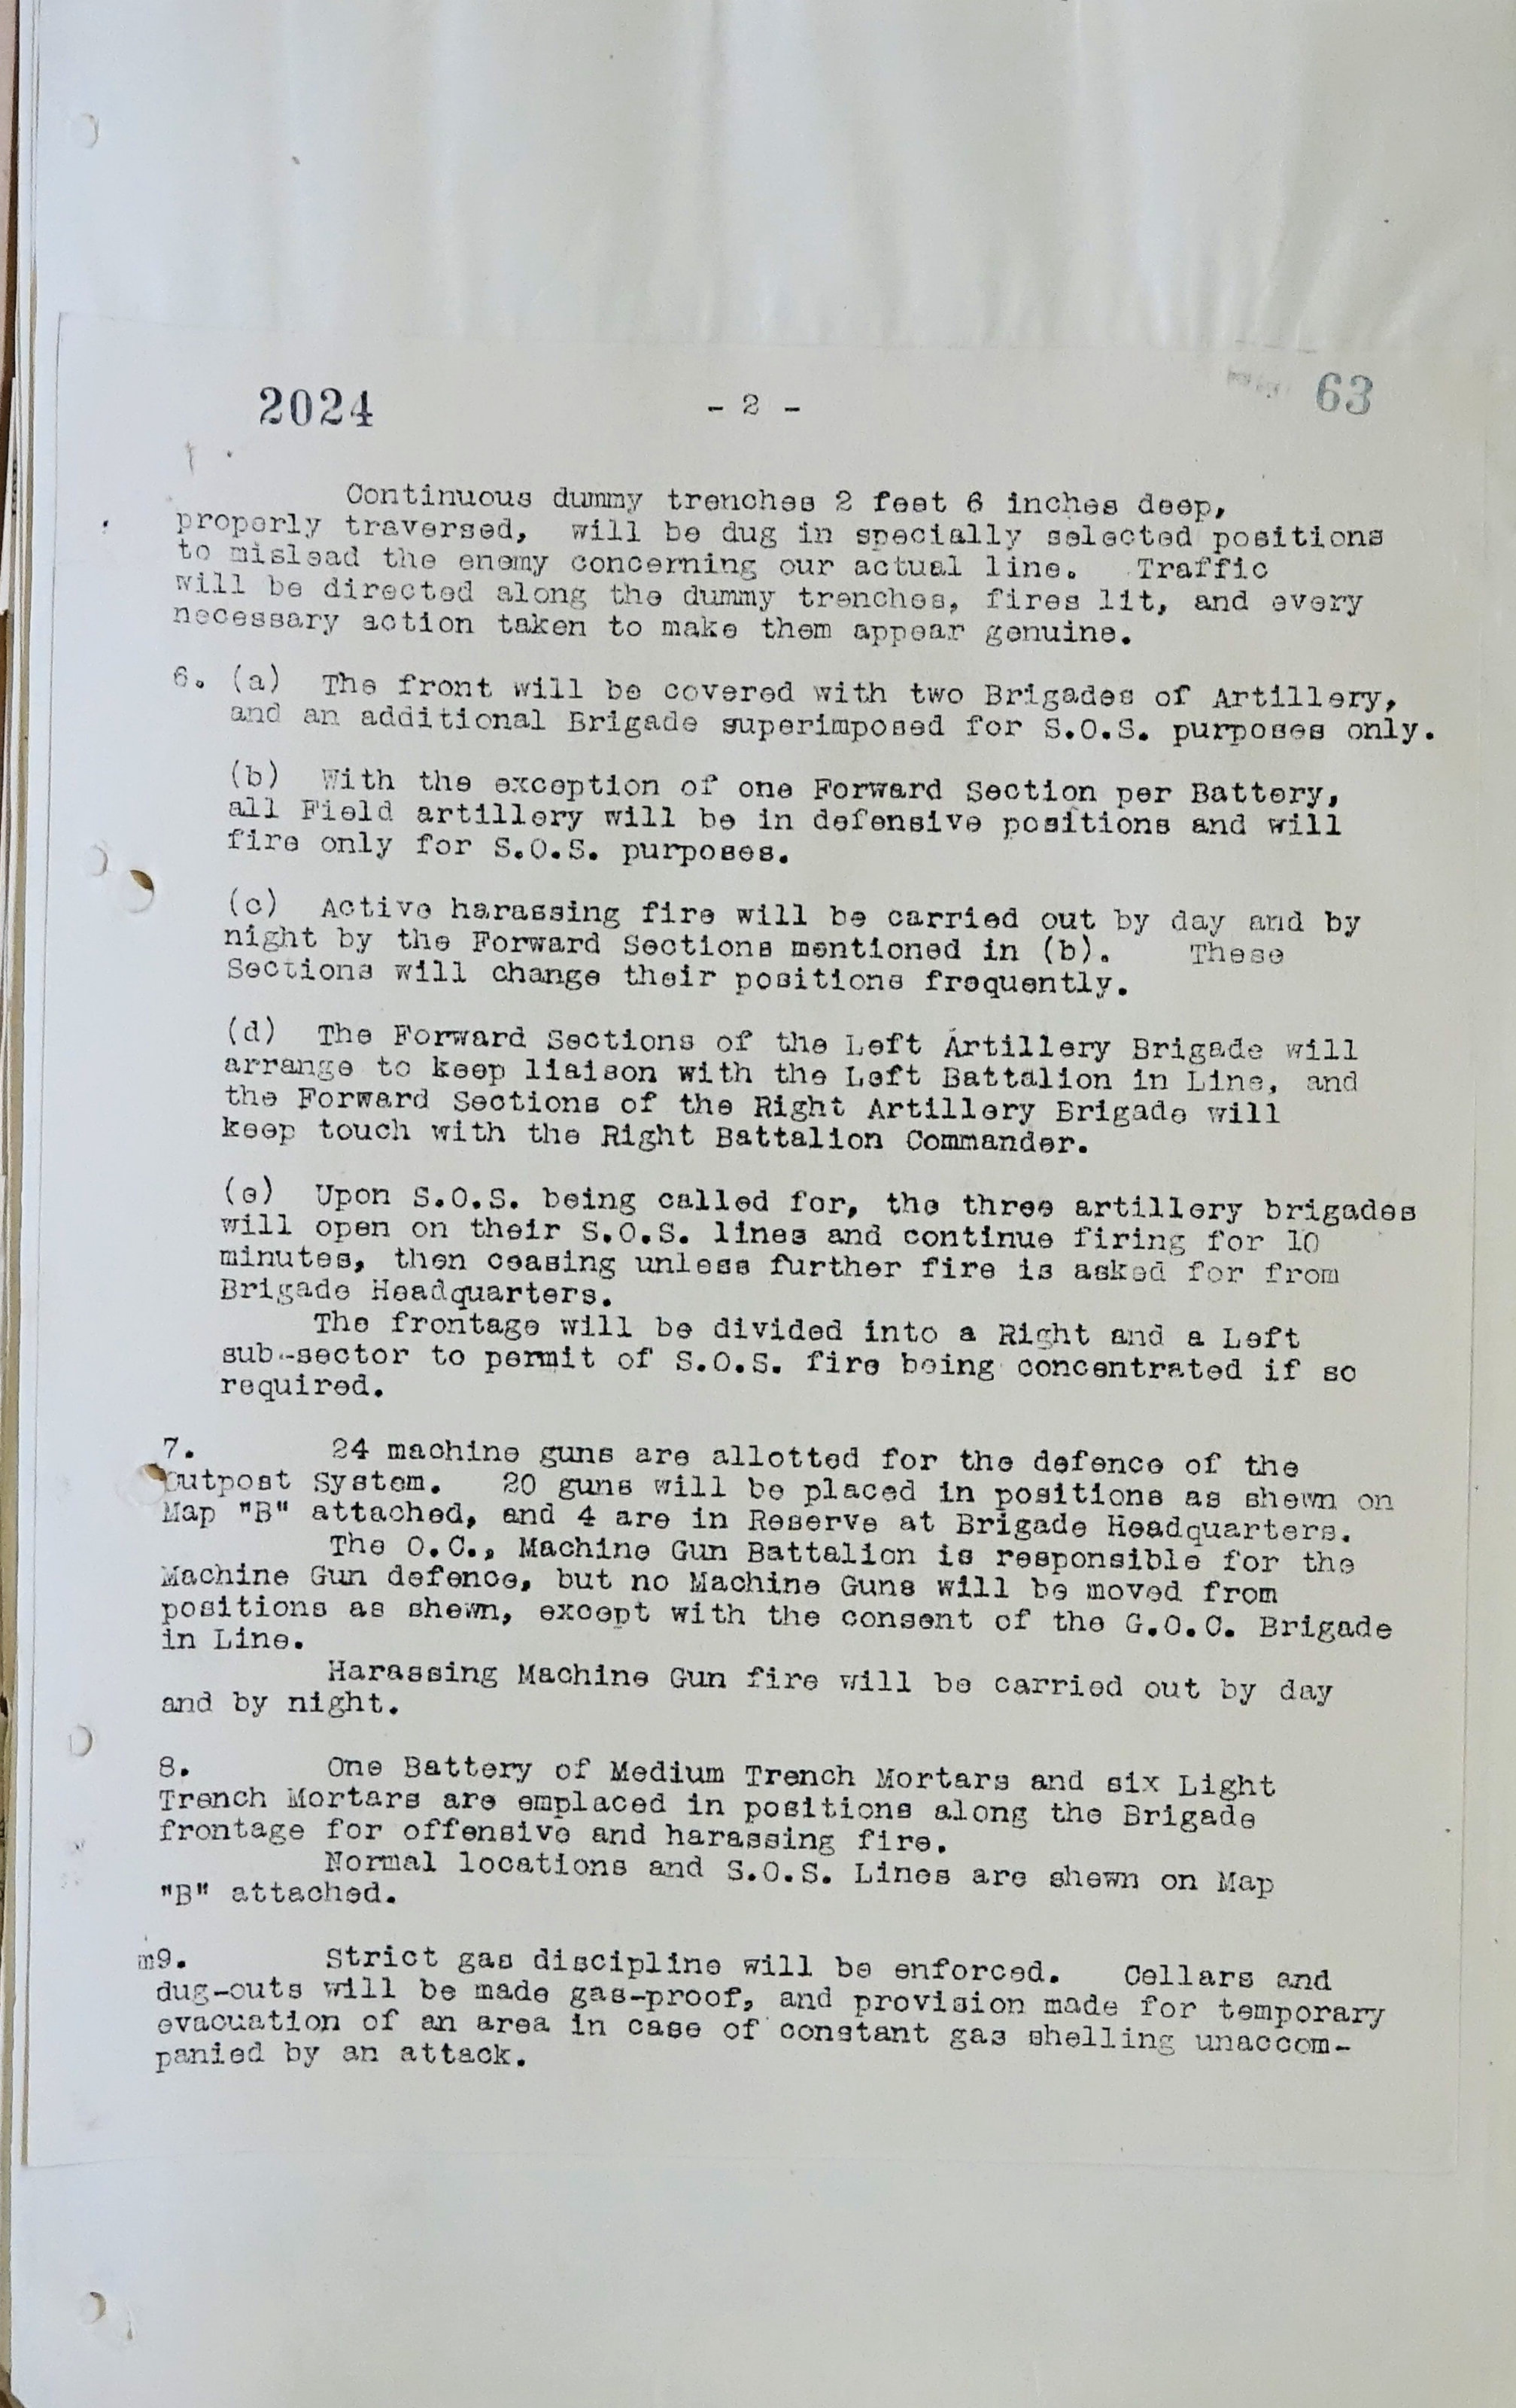 2024
- 2 -
63
Continuous dummy trenches 2 feet 6 inches deep,
properly traversed, will be dug in specially selected positions
to mislead the enemy concerning our actual line. Traffic
will be directed along the dummy trenches, fires lit, and every
necessary action taken to make them appear genuine.
6. (a) The front will be covered with two Brigades of Artillery,
and an additional Brigade superimposed for S.O.S. purposes only.
(b) With the exception of one Forward Section per Battery,
all Field artillery will be in defensive positions and will
fire only for S.O.S. purposes.
(c) Active harassing fire will be carried out by day and by
night by the Forward Sections mentioned in (b). These
Sections will change their positions frequently.
(d) The Forward Sections of the Left Artillery Brigade will
arrange to keep liaison with the Left Battalion in Line, and
the Forward Sections of the Right Artillery Brigade will
keep touch with the Right Battalion Commander.
(e) Upon S.O.S. being called for, the three artillery brigades
will open on their S.O.S. lines and continue firing for 10
minutes, then ceasing unless further fire is asked for from
Brigade Headquarters.
The frontage will be divided into a Right and a Left
sub-sector to permit of S.O.S. fire being concentrated if so
required.
7. 24 machine guns are allotted for the defence of the
Outpost System. 20 guns will be placed in positions as shewn on
Map "B" attached, and 4 are in Reserve at Brigade Headquarters.
The O.C., Machine Gun Battalion is responsible for the
Machine Gun defence, but no Machine Guns will be moved from
positions as shewn, except with the consent of the G.O.C. Brigade
in Line.
Harassing Machine Gun fire will be carried out by day
and by night.
8. One Battery of Medium Trench Mortars and six Light
Trench Mortars are emplaced in positions along the Brigade
frontage for offensive and harassing fire.
Normal locations and S.O.S. Lines are shewn on Map
"B" attached.
m9. Strict gas discipline will be enforced. Cellars and
dug-outs will be made gas-proof, and provision made for temporary
evacuation of an area in case of constant gas shelling unaccom-
panied by an attack.